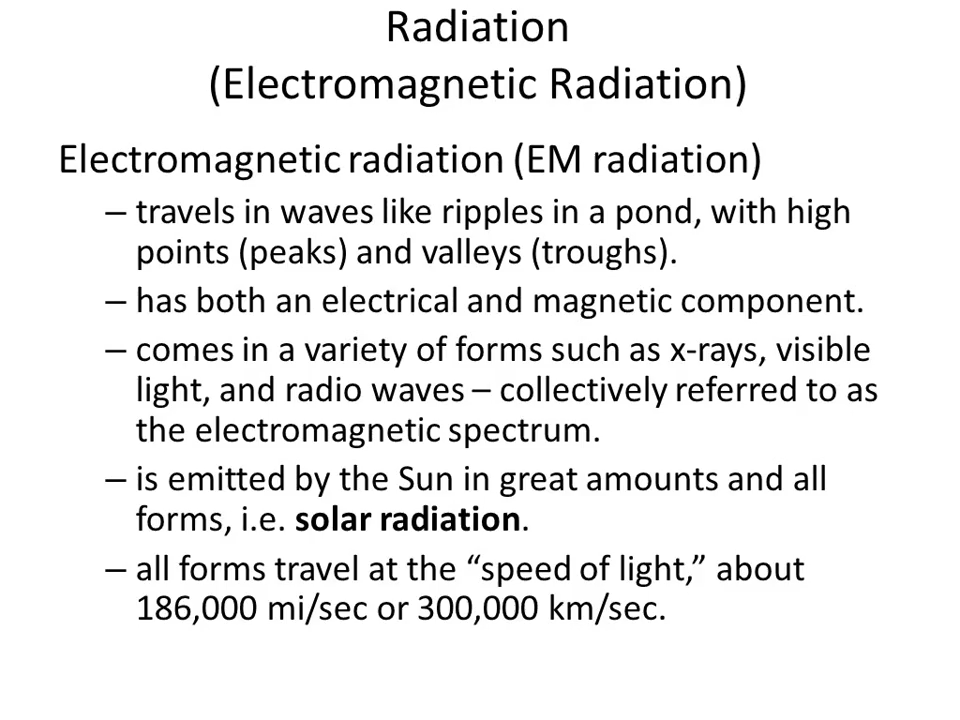 Radiation
(Electromagnetic Radiation)
Electromagnetic radiation (EM radiation)
– travels in waves like ripples in a pond, with high
points (peaks) and valleys (troughs).
– has both an electrical and magnetic component.
– comes in a variety of forms such as x-rays, visible
light, and radio waves – collectively referred to as
the electromagnetic spectrum.
– is emitted by the Sun in great amounts and all
forms, i.e. solar radiation.
– all forms travel at the “speed of light,” about
186,000 mi/sec or 300,000 km/sec.